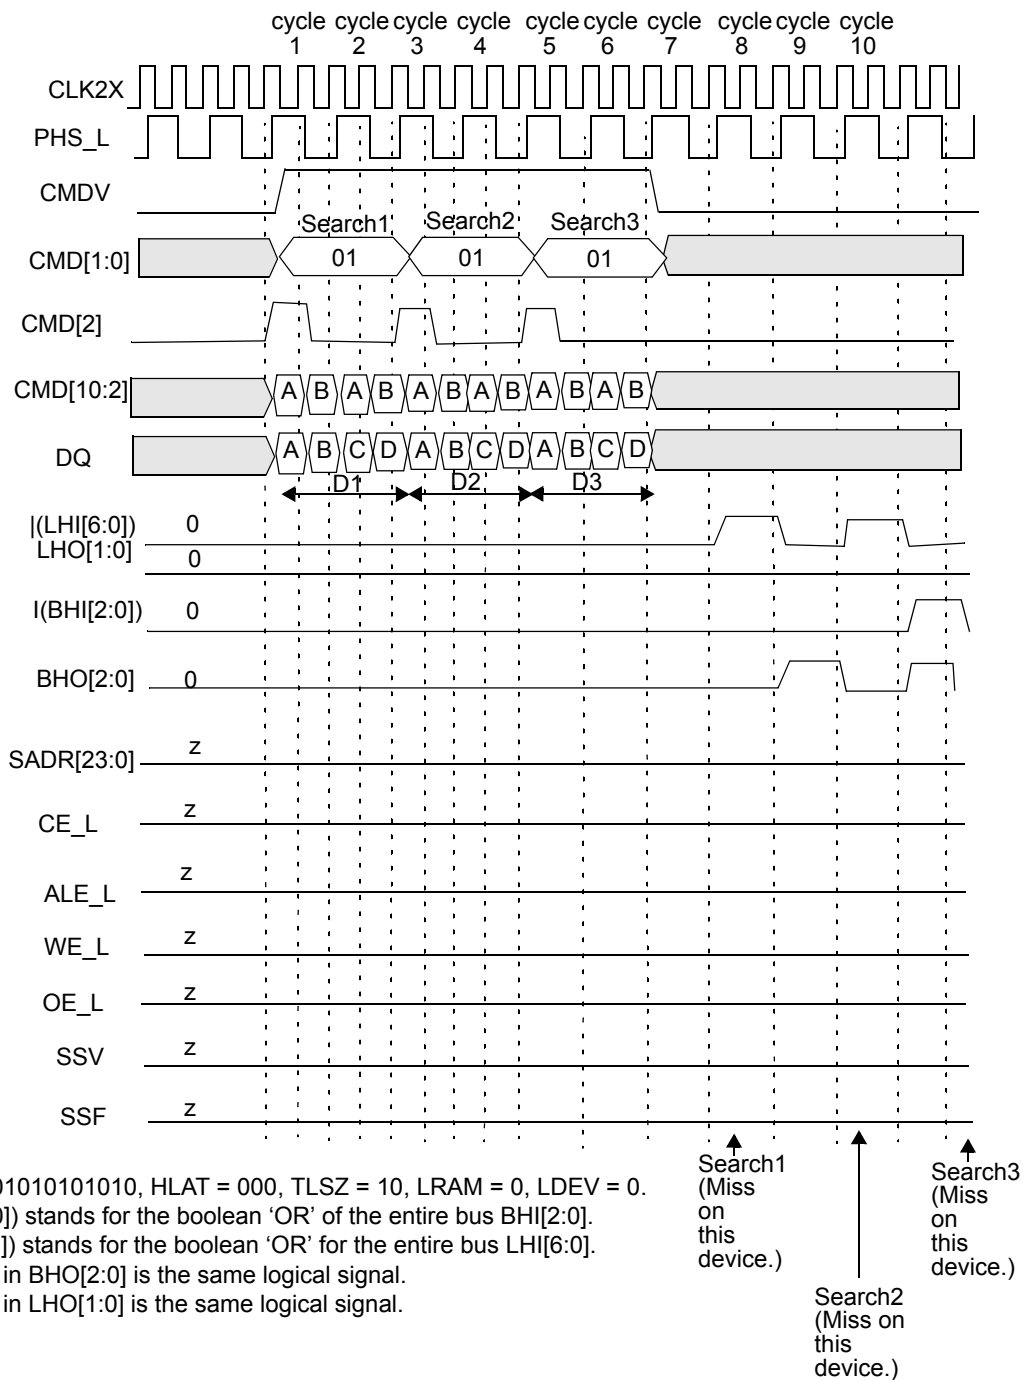 cycle cycle cycle cycle cycle cycle cycle cycle cycle cycle
1 2 3 4 5 6 7 8 9 10
CLK2X
PHS_L
CMDV
Search1 Search2 Search3
CMD[1:0] 01 01 01
CMD[2]
CMD[10:2] A B A B A B A B A B A B
DQ A B C D A B C D A B C D
D1 D2 D3
|(LHI[6:0]) 0
LHO[1:0] 0
I(BHI[2:0]) 0
BHO[2:0] 0
SADR[23:0] z
CE_L z
ALE_L z
WE_L z
OE_L z
SSV z
SSF z
Search1
(Miss
on
this
device.)
Search2
(Miss on
this
device.)
Search3
(Miss
on
this
device.)
01010101010, HLAT = 000, TLSZ = 10, LRAM = 0, LDEV = 0.
0]) stands for the boolean ‘OR’ of the entire bus BHI[2:0].
]) stands for the boolean ‘OR’ for the entire bus LHI[6:0].
in BHO[2:0] is the same logical signal.
in LHO[1:0] is the same logical signal.